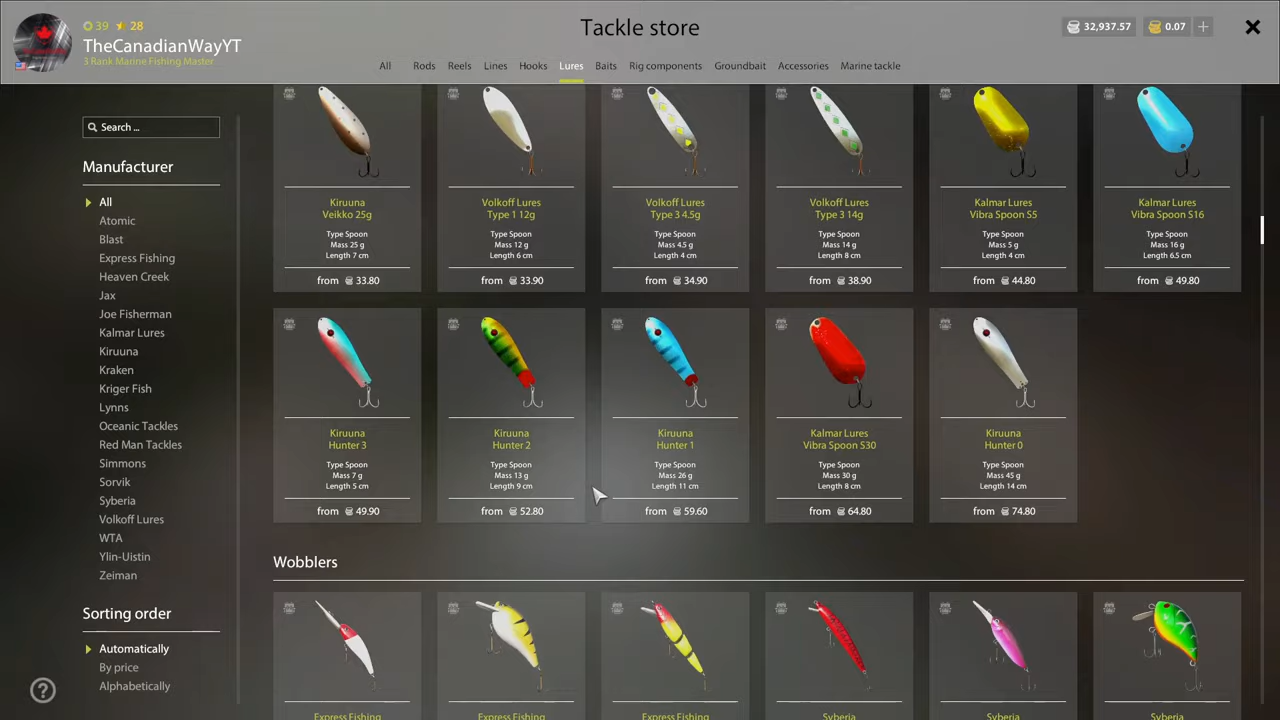 39 28
TheCanadianWayYT
3 Rank Marine Fishing Master
Tackle store
32,937.57 0.07 +
All Rods Reels Lines Hooks Lures Baits Rig components Groundbait Accessories Marine tackle
Search ...
Manufacturer
All
Atomic
Blast
Express Fishing
Heaven Creek
Jax
Joe Fisherman
Kalmar Lures
Kiruuna
Kraken
Kriger Fish
Lynns
Oceanic Tackles
Red Man Tackles
Simmons
Sorvik
Syberia
Volkoff Lures
WTA
Ylin-Uistin
Zeiman
Sorting order
Automatically
By price
Alphabetically
?
Kiruuna
Veikko 25g
Type Spoon
Mass 25 g
Length 7 cm
from 33.80
Volkoff Lures
Type 1 12g
Type Spoon
Mass 12 g
Length 6 cm
from 33.90
Volkoff Lures
Type 3 4.5g
Type Spoon
Mass 4.5 g
Length 4 cm
from 34.90
Volkoff Lures
Type 3 14g
Type Spoon
Mass 14 g
Length 8 cm
from 38.90
Kalmar Lures
Vibra Spoon S5
Type Spoon
Mass 5 g
Length 4 cm
from 44.80
Kalmar Lures
Vibra Spoon S16
Type Spoon
Mass 16 g
Length 6.5 cm
from 49.80
Kiruuna
Hunter 3
Type Spoon
Mass 7 g
Length 5 cm
from 49.90
Kiruuna
Hunter 2
Type Spoon
Mass 13 g
Length 9 cm
from 52.80
Kiruuna
Hunter 1
Type Spoon
Mass 26 g
Length 11 cm
from 59.60
Kalmar Lures
Vibra Spoon S30
Type Spoon
Mass 30 g
Length 8 cm
from 64.80
Kiruuna
Hunter 0
Type Spoon
Mass 45 g
Length 14 cm
from 74.80
Wobblers
Express Fishing
Express Fishing
Express Fishing
Syberia
Syberia
Syberia